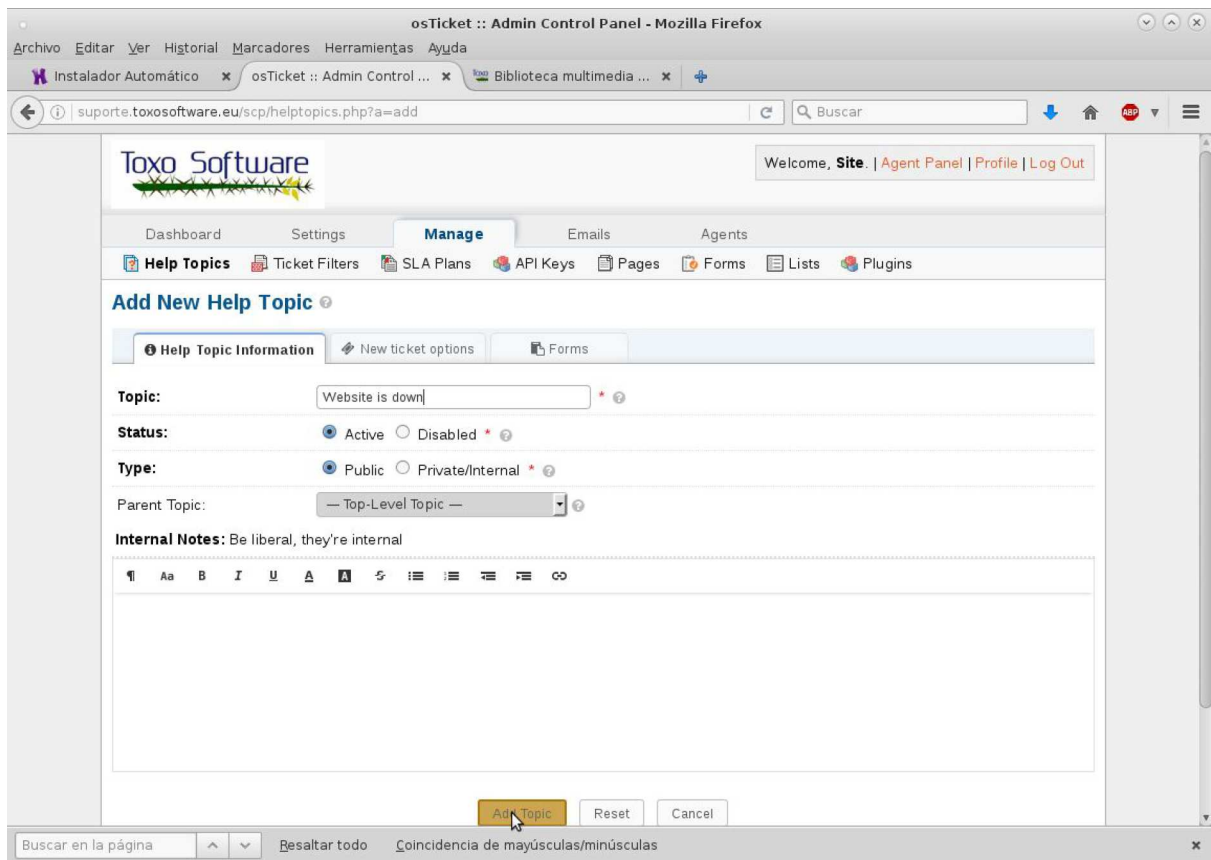 osTicket :: Admin Control Panel - Mozilla Firefox
Archivo Editar Ver Historial Marcadores Herramientas Ayuda
Instalador Automático osTicket :: Admin Control ... Biblioteca multimedia ...
suporte.toxosoftware.eu/scp/helptopics.php?a=add Buscar ABP
Toxo Software
Welcome, Site. | Agent Panel | Profile | Log Out
Dashboard Settings Manage Emails Agents
Help Topics Ticket Filters SLA Plans API Keys Pages Forms Lists Plugins
Add New Help Topic
Help Topic Information New ticket options Forms
Topic: Website is down *
Status: Active Disabled *
Type: Public Private/Internal *
Parent Topic: — Top-Level Topic —
Internal Notes: Be liberal, they're internal
¶ Aa B I U A A S
Add Topic Reset Cancel
Buscar en la página Resaltar todo Coincidencia de mayúsculas/minúsculas